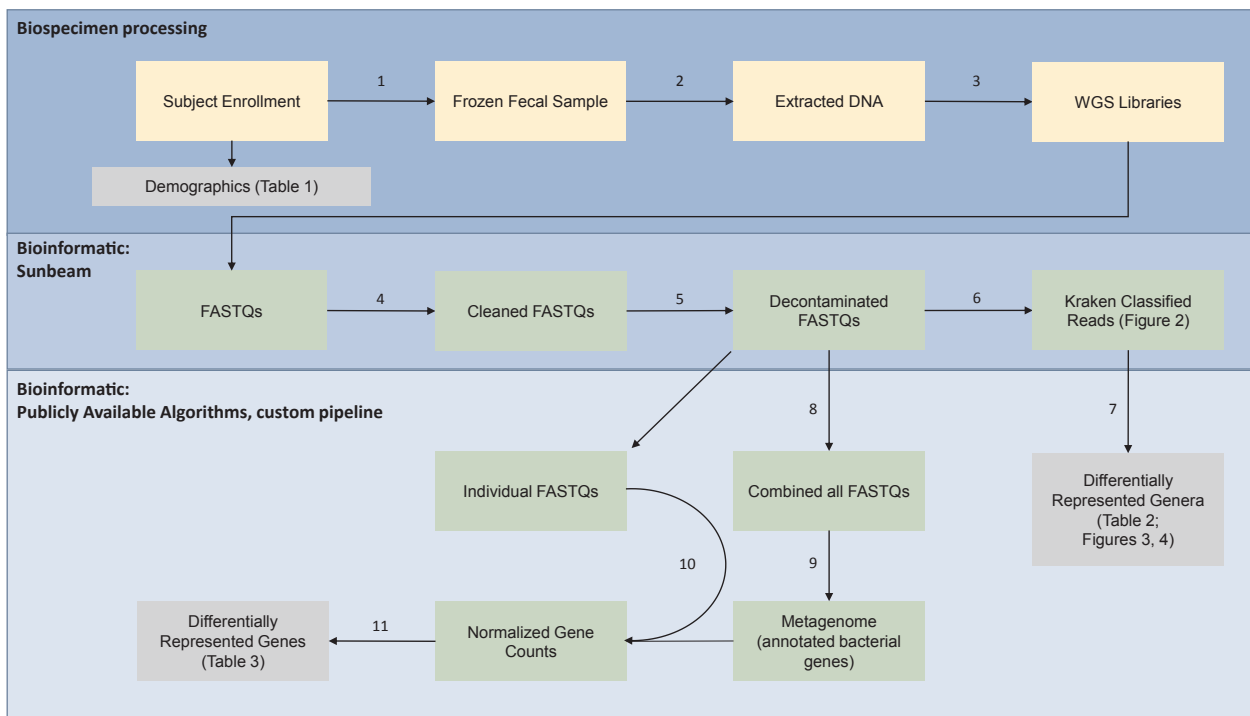 Biospecimen processing
1
2
3
Subject Enrollment
Frozen Fecal Sample
Extracted DNA
WGS Libraries
Demographics (Table 1)
Bioinformatic:
Sunbeam
4
5
6
FASTQs
Cleaned FASTQs
Decontaminated
FASTQs
Kraken Classified
Reads (Figure 2)
Bioinformatic:
Publicly Available Algorithms, custom pipeline
8
7
Individual FASTQs
Combined all FASTQs
Differentially
Represented Genera
(Table 2;
Figures 3, 4)
10
9
11
Differentially
Represented Genes
(Table 3)
Normalized Gene
Counts
Metagenome
(annotated bacterial
genes)